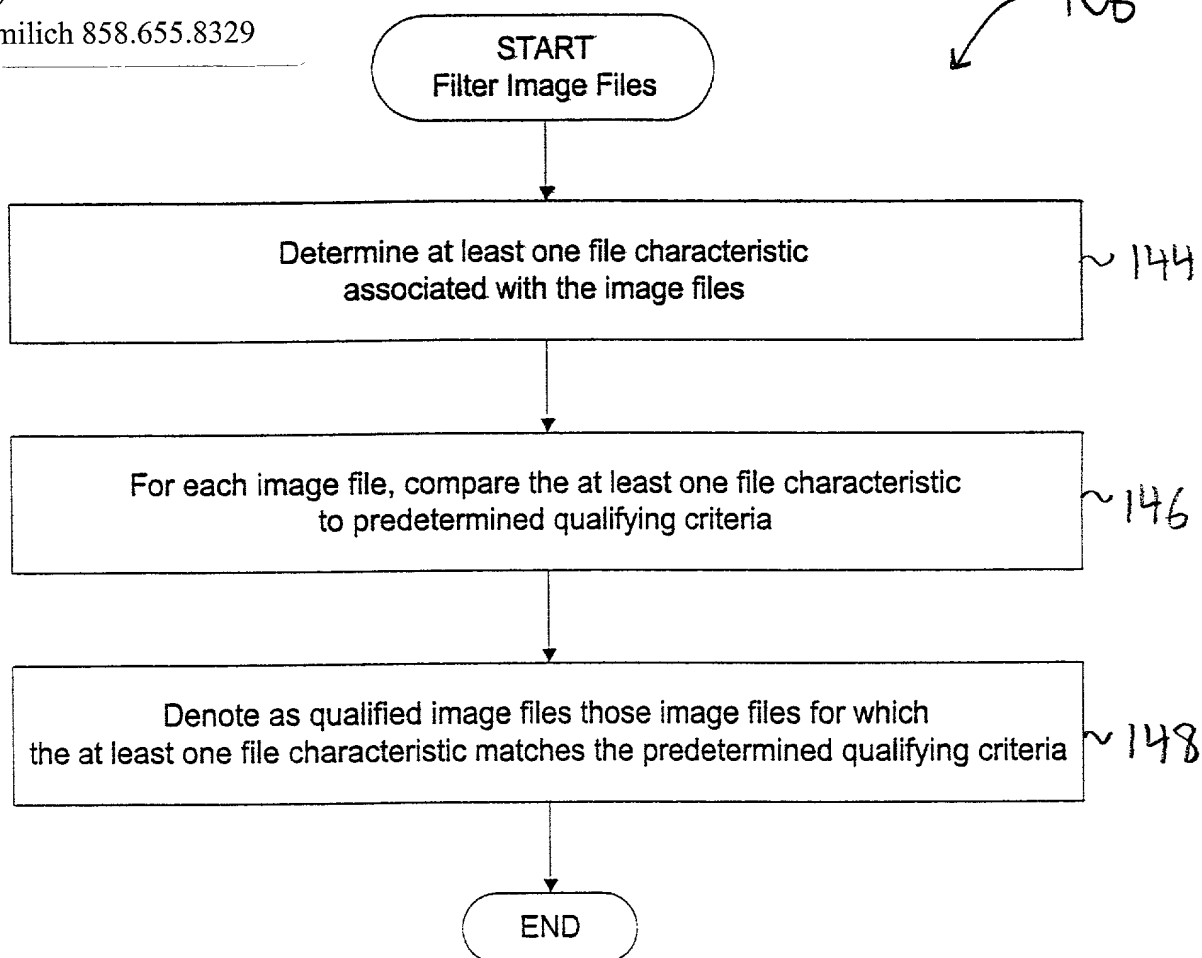 milich 858.655.8329
START
Filter Image Files
Determine at least one file characteristic
associated with the image files
~ 144
For each image file, compare the at least one file characteristic
to predetermined qualifying criteria
~ 146
Denote as qualified image files those image files for which
the at least one file characteristic matches the predetermined qualifying criteria
~ 148
END